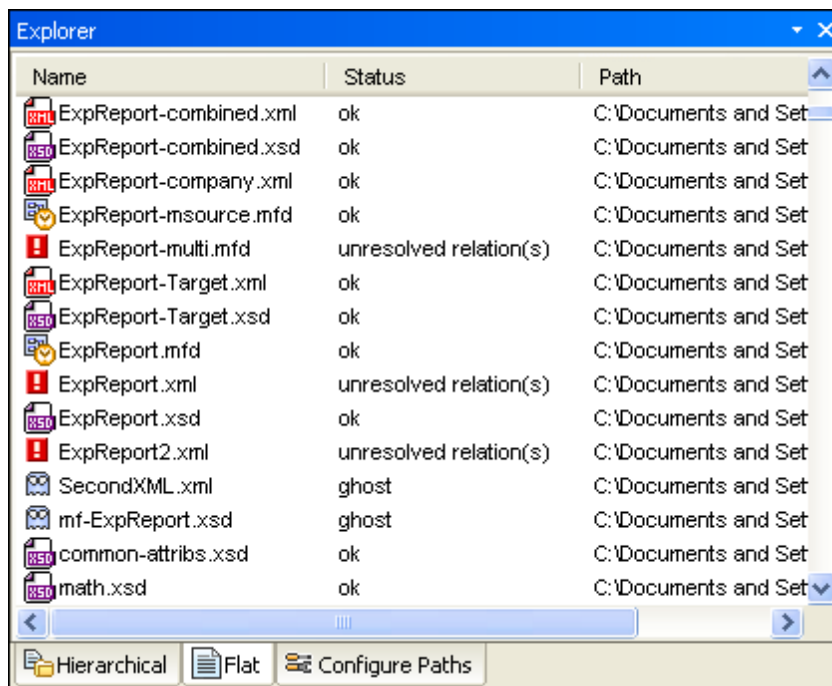 Explorer
Name Status Path
ExpReport-combined.xml ok C:\Documents and Set
ExpReport-combined.xsd ok C:\Documents and Set
ExpReport-company.xml ok C:\Documents and Set
ExpReport-msource.mfd ok C:\Documents and Set
ExpReport-multi.mfd unresolved relation(s) C:\Documents and Set
ExpReport-Target.xml ok C:\Documents and Set
ExpReport-Target.xsd ok C:\Documents and Set
ExpReport.mfd ok C:\Documents and Set
ExpReport.xml unresolved relation(s) C:\Documents and Set
ExpReport.xsd ok C:\Documents and Set
ExpReport2.xml unresolved relation(s) C:\Documents and Set
SecondXML.xml ghost C:\Documents and Set
mf-ExpReport.xsd ghost C:\Documents and Set
common-attribs.xsd ok C:\Documents and Set
math.xsd ok C:\Documents and Set
Hierarchical Flat Configure Paths